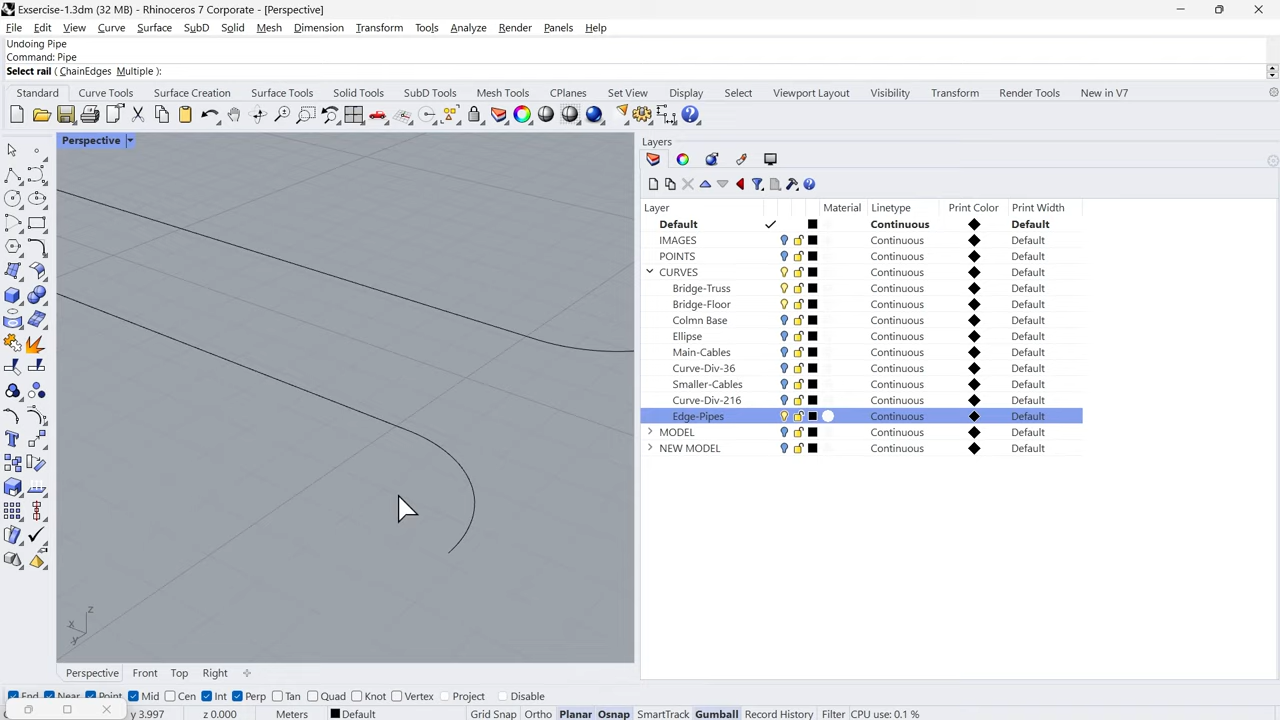 Exsercise-1.3dm (32 MB) - Rhinoceros 7 Corporate - [Perspective]
File Edit View Curve Surface SubD Solid Mesh Dimension Transform Tools Analyze Render Panels Help
Undoing Pipe
Command: Pipe
Select rail ( ChainEdges Multiple ):
Standard Curve Tools Surface Creation Surface Tools Solid Tools SubD Tools Mesh Tools CPlanes Set View Display Select Viewport Layout Visibility Transform Render Tools New in V7
Perspective
Layers
Layer Material Linetype Print Color Print Width
Default Continuous Default
IMAGES Continuous Default
POINTS Continuous Default
CURVES Continuous Default
Bridge-Truss Continuous Default
Bridge-Floor Continuous Default
Colmn Base Continuous Default
Ellipse Continuous Default
Main-Cables Continuous Default
Curve-Div-36 Continuous Default
Smaller-Cables Continuous Default
Curve-Div-216 Continuous Default
Edge-Pipes Continuous Default
MODEL Continuous Default
NEW MODEL Continuous Default
z
x
y
Perspective Front Top Right
End Near Point Mid Cen Int Perp Tan Quad Knot Vertex Project Disable
y 3.997 z 0.000 Meters Default Grid Snap Ortho Planar Osnap SmartTrack Gumball Record History Filter CPU use: 0.1 %